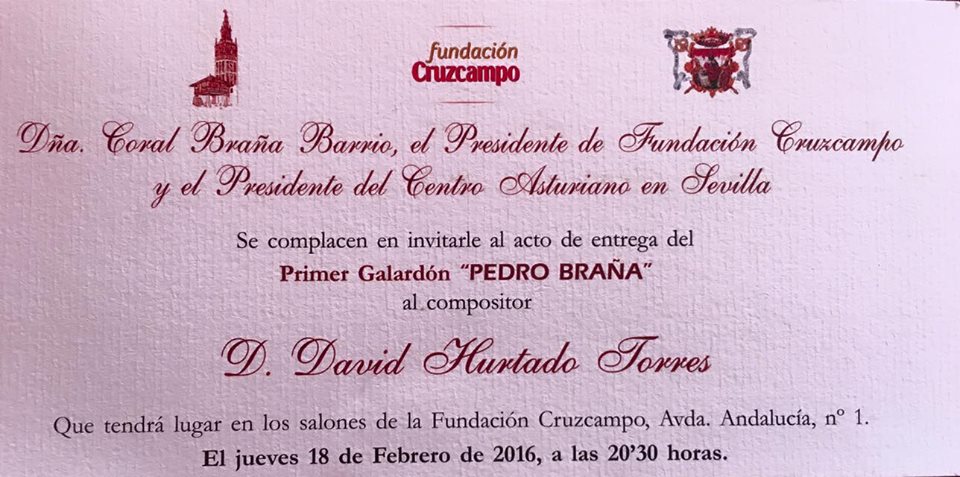 fundación
Cruzcampo
Dña. Coral Braña Barrio, el Presidente de Fundación Cruzcampo
y el Presidente del Centro Asturiano en Sevilla
Se complacen en invitarle al acto de entrega del
Primer Galardón “PEDRO BRAÑA”
al compositor
D. David Hurtado Torres
Que tendrá lugar en los salones de la Fundación Cruzcampo, Avda. Andalucía, nº 1.
El jueves 18 de Febrero de 2016, a las 20’30 horas.